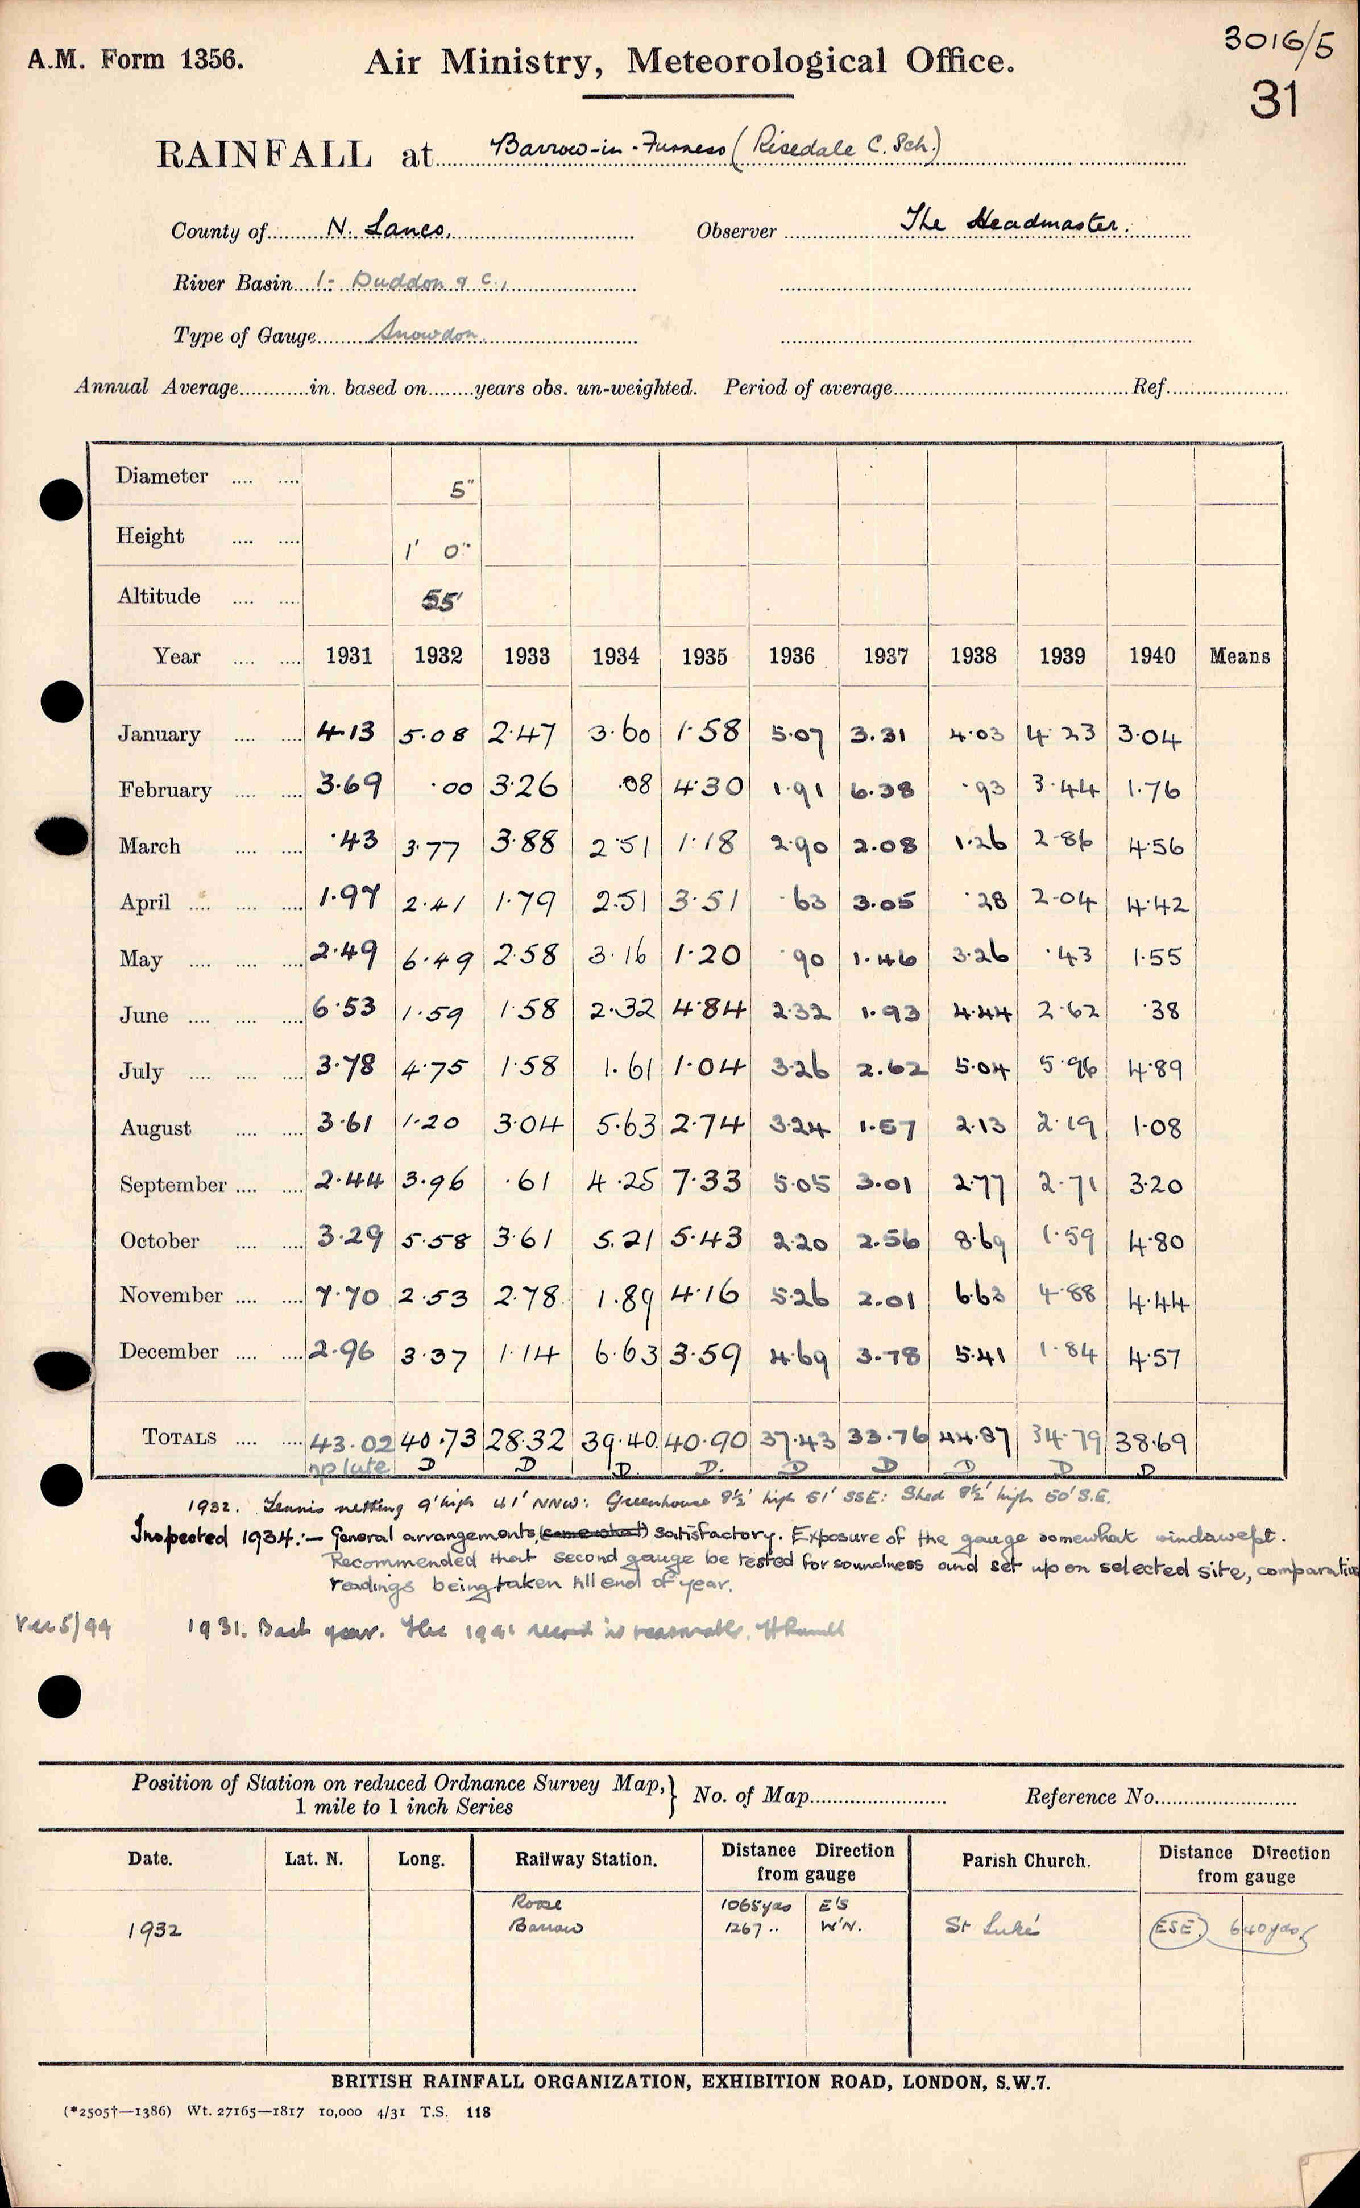 3016/5
A.M. Form 1356. Air Ministry, Meteorological Office.
31
RAINFALL at Barrow-in-Furness (Risedale C. Sch.)
County of N. Lancs. Observer The Headmaster.
River Basin 1- Duddon & c.,
Type of Gauge Snowdon.
Annual Average in. based on years obs. un-weighted. Period of average Ref.
Diameter 5"
Height 1' 0"
Altitude 55'
Year 1931 1932 1933 1934 1935 1936 1937 1938 1939 1940 Means
January 4.13 5.08 2.47 3.60 1.58 5.07 3.31 4.03 4.23 3.04
February 3.69 .00 3.26 .08 4.30 1.91 6.38 .93 3.44 1.76
March .43 3.77 3.88 2.51 1.18 2.90 2.08 1.26 2.86 4.56
April 1.97 2.41 1.79 2.51 3.51 .63 3.05 .28 2.04 4.42
May 2.49 6.49 2.58 3.16 1.20 .90 1.46 3.26 .43 1.55
June 6.53 1.59 1.58 2.32 4.84 2.32 1.93 4.44 2.62 .38
July 3.78 4.75 1.58 1.61 1.04 3.26 2.62 5.04 5.96 4.89
August 3.61 1.20 3.04 5.63 2.74 3.24 1.57 2.13 2.19 1.08
September 2.44 3.96 .61 4.25 7.33 5.05 3.01 2.77 2.71 3.20
October 3.29 5.58 3.61 5.21 5.43 2.20 2.56 8.69 1.59 4.80
November 7.70 2.53 2.78 1.89 4.16 5.26 2.01 6.63 4.88 4.44
December 2.96 3.37 1.14 6.63 3.59 4.69 3.78 5.41 1.84 4.57
TOTALS 43.02 40.73 28.32 39.40 40.90 37.43 33.76 44.87 34.79 38.69
D D D. D. D D D D D
1932. Tennis netting 9' high 41' NNW: Greenhouse 8½' high 51' SSE: Shed 8½' high 50' S.E.
Inspected 1934:— General arrangements (somewhat) satisfactory. Exposure of the gauge somewhat windswept.
Recommended that second gauge be tested for soundness and set up on selected site, comparative
readings being taken till end of year.
1931. Back year. The record is reasonable.
Position of Station on reduced Ordnance Survey Map,} No. of Map Reference No.
1 mile to 1 inch Series
Date. Lat. N. Long. Railway Station. Distance Direction from gauge Parish Church. Distance Direction from gauge
Roose 1065 yds E'S
1932 Barrow 1267 .. W'N. St Luke's ESE 640 yds
BRITISH RAINFALL ORGANIZATION, EXHIBITION ROAD, LONDON, S.W.7.
(*2505†—1386) Wt. 27165—1817 10,000 4/31 T.S. 118